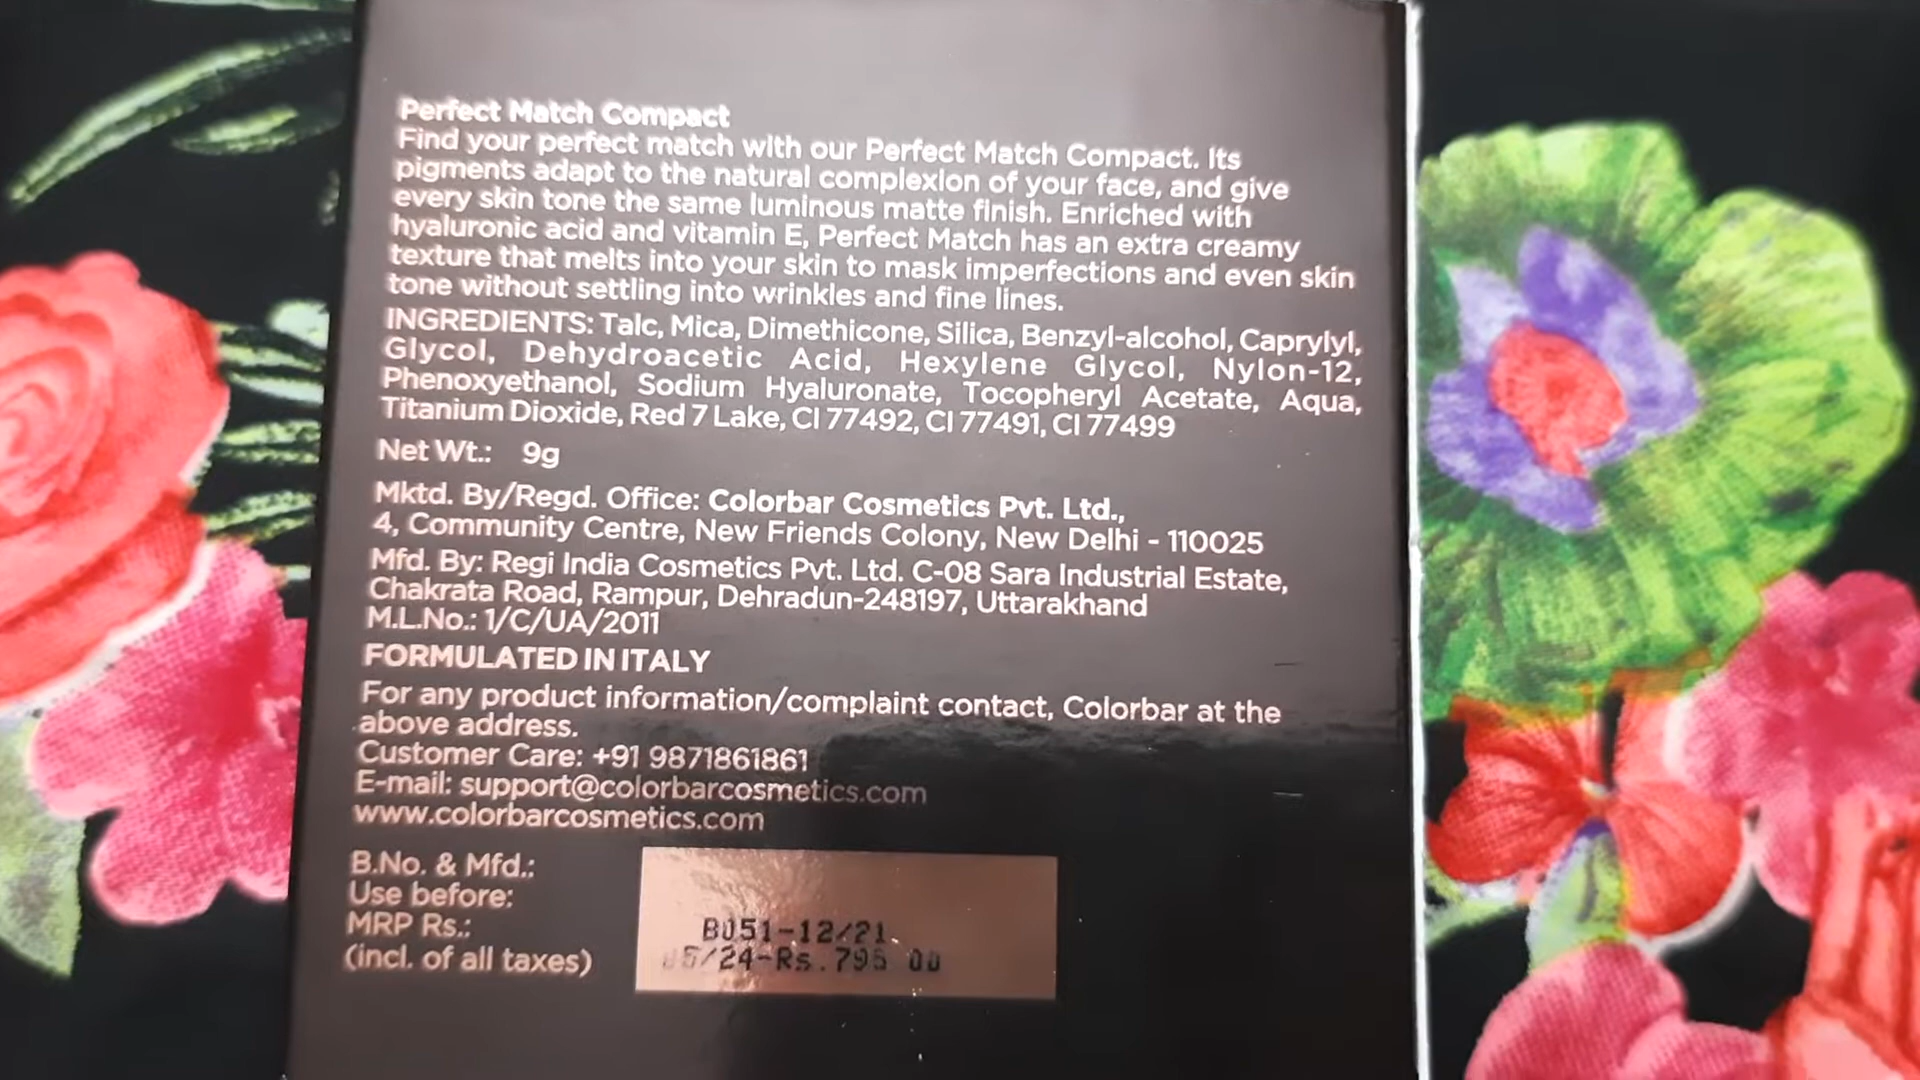 Perfect Match Compact
Find your perfect match with our Perfect Match Compact. Its
pigments adapt to the natural complexion of your face, and give
every skin tone the same luminous matte finish. Enriched with
hyaluronic acid and vitamin E, Perfect Match has an extra creamy
texture that melts into your skin to mask imperfections and even skin
tone without settling into wrinkles and fine lines.
INGREDIENTS: Talc, Mica, Dimethicone, Silica, Benzyl-alcohol, Caprylyl,
Glycol, Dehydroacetic Acid, Hexylene Glycol, Nylon-12,
Phenoxyethanol, Sodium Hyaluronate, Tocopheryl Acetate, Aqua,
Titanium Dioxide, Red 7 Lake, CI 77492, CI 77491, CI 77499
Net Wt.: 9g
Mktd. By/Regd. Office: Colorbar Cosmetics Pvt. Ltd.,
4, Community Centre, New Friends Colony, New Delhi - 110025
Mfd. By: Regi India Cosmetics Pvt. Ltd. C-08 Sara Industrial Estate,
Chakrata Road, Rampur, Dehradun-248197, Uttarakhand
M.L.No.: 1/C/UA/2011
FORMULATED IN ITALY
For any product information/complaint contact, Colorbar at the
above address.
Customer Care: +91 9871861861
E-mail: support@colorbarcosmetics.com
www.colorbarcosmetics.com
B.No. & Mfd.:
Use before:
MRP Rs.:
(incl. of all taxes)
B051-12/21